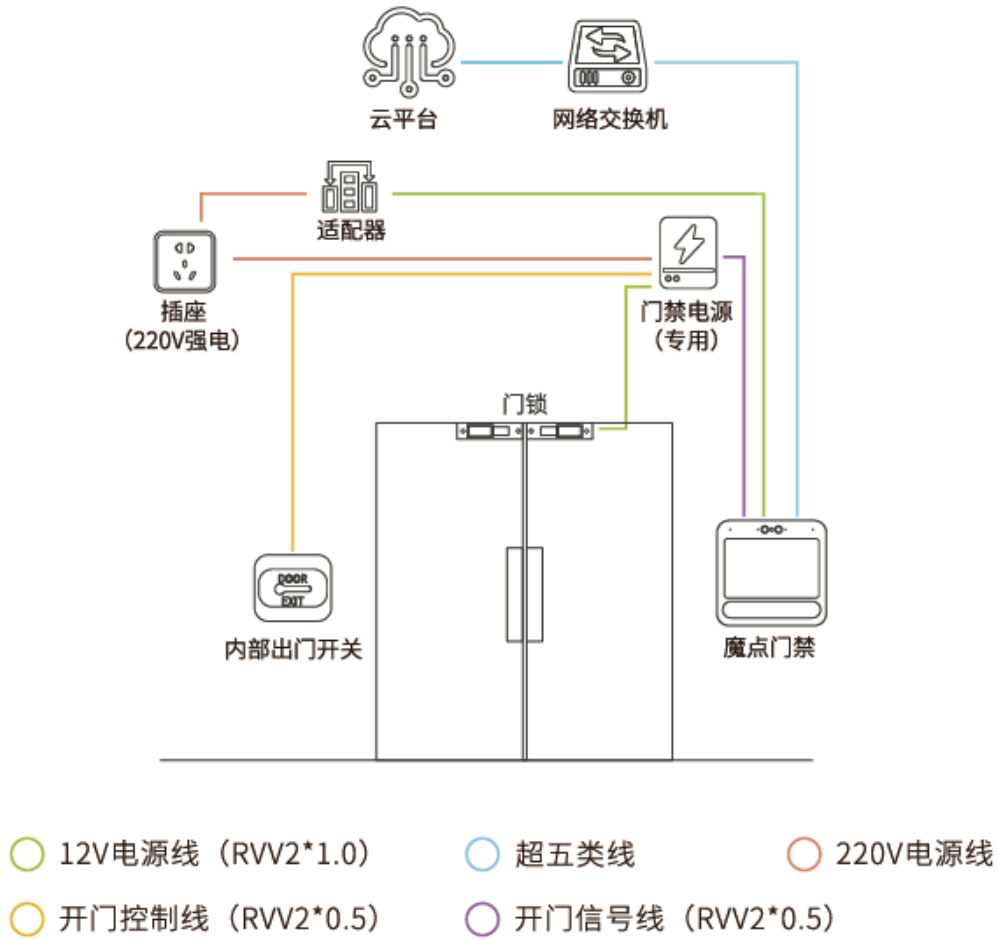 云平台
网络交换机
适配器
插座
（220V强电）
门禁电源
（专用）
门锁
DOOR
EXIT
内部出门开关
魔点门禁
12V电源线（RVV2*1.0）
超五类线
220V电源线
开门控制线（RVV2*0.5）
开门信号线（RVV2*0.5）